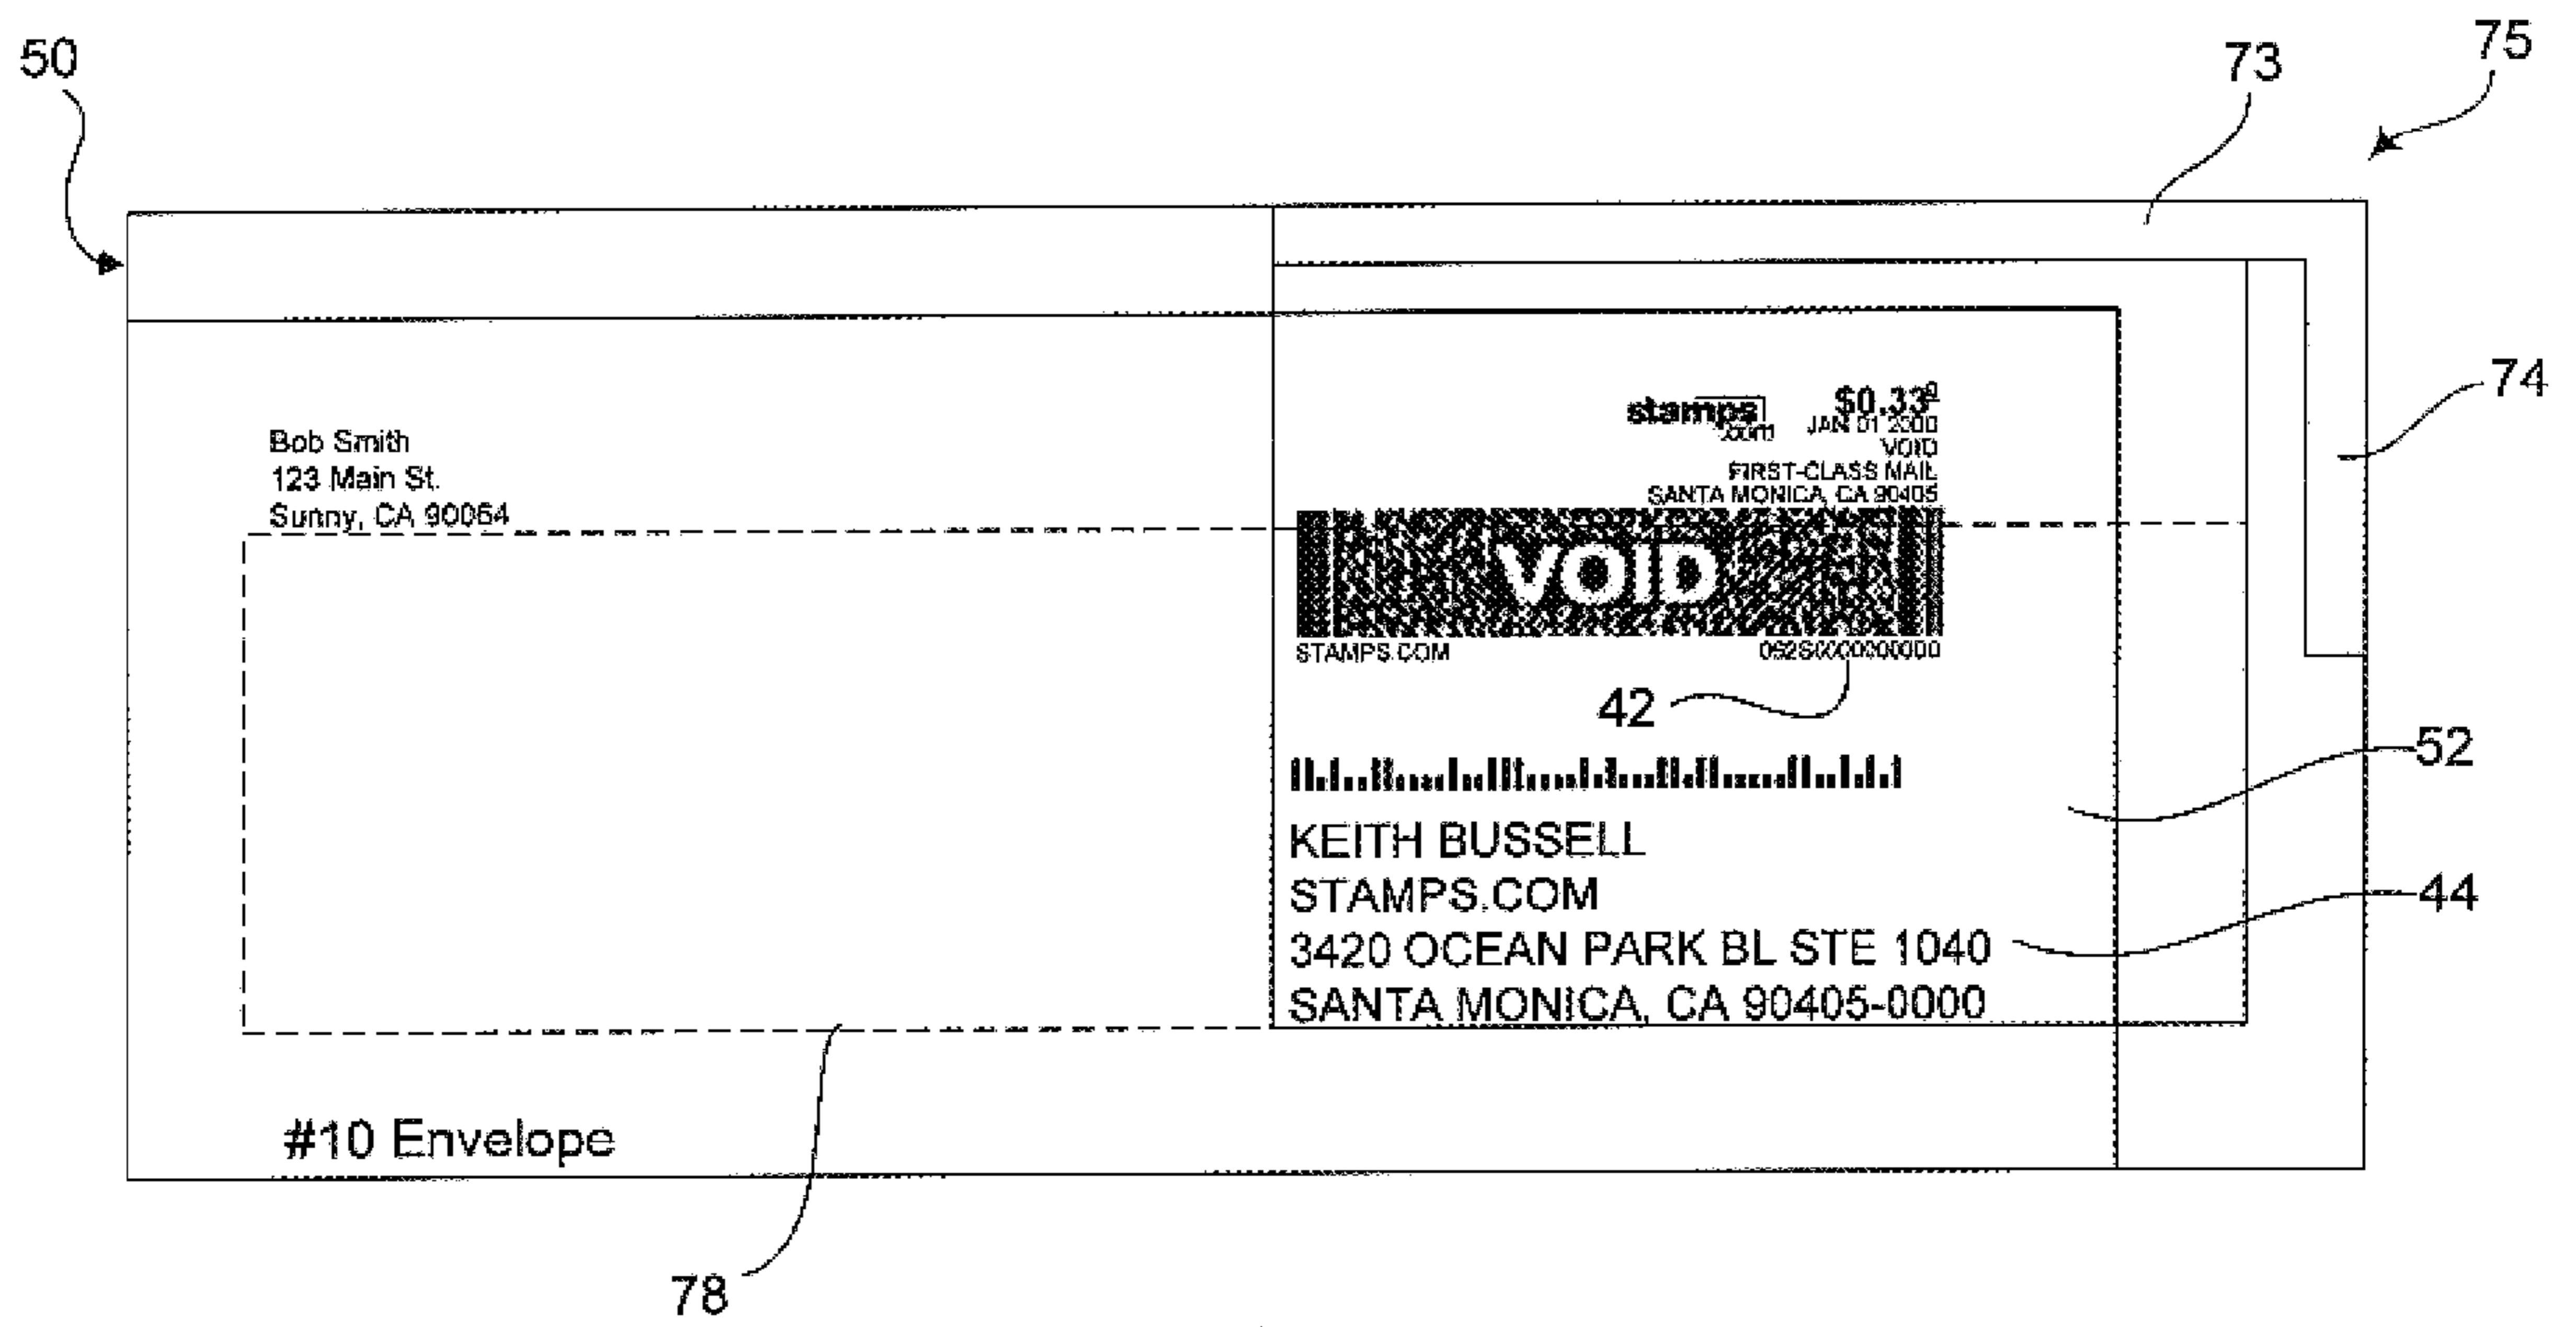 50
75
73
74
stamps
.com
$0.33
JAN 01 2000
VOID
FIRST-CLASS MAIL
SANTA MONICA, CA 90405
Bob Smith
123 Main St.
Sunny, CA 90064
VOID
STAMPS.COM
062S0000000000
42
52
KEITH BUSSELL
STAMPS.COM
44
3420 OCEAN PARK BL STE 1040
SANTA MONICA, CA 90405-0000
#10 Envelope
78